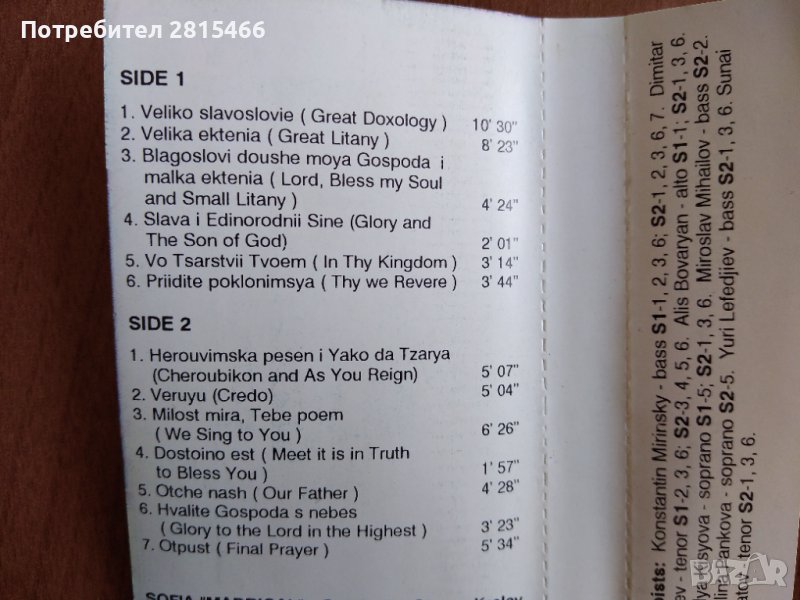 Потребител 2815466
SIDE 1
1. Veliko slavoslovie ( Great Doxology ) 10' 30"
2. Velika ektenia ( Great Litany ) 8' 23"
3. Blagoslovi doushe moya Gospoda i
malka ektenia ( Lord, Bless my Soul
and Small Litany ) 4' 24"
4. Slava i Edinorodnii Sine (Glory and
The Son of God) 2' 01"
5. Vo Tsarstvii Tvoem ( In Thy Kingdom ) 3' 14"
6. Priidite poklonimsya ( Thy we Revere ) 3' 44"
SIDE 2
1. Herouvimska pesen i Yako da Tzarya
(Cheroubikon and As You Reign) 5' 07"
2. Veruyu (Credo) 5' 04"
3. Milost mira, Tebe poem
( We Sing to You ) 6' 26"
4. Dostoino est ( Meet it is in Truth
to Bless You ) 1' 57"
5. Otche nash ( Our Father ) 4' 28"
6. Hvalite Gospoda s nebes
( Glory to the Lord in the Highest ) 3' 23"
7. Otpust ( Final Prayer ) 5' 34"
SOFIA "MADRIGAL"
Konstantin Mirinsky - bass S1-1, 2, 3, 6; S2-1, 2, 3, 6, 7. Dimitar
- tenor S1-2, 3, 6; S2-3, 4, 5, 6. Alis Bovaryan - alto S1-1; S2-1, 3, 6.
- soprano S1-5; S2-1, 3, 6. Miroslav Mihailov - bass S2-2.
Pankova - soprano S2-5. Yuri Lefedjiev - bass S2-1, 3, 6. Sunai
- tenor S2-1, 3, 6.
BAZAR